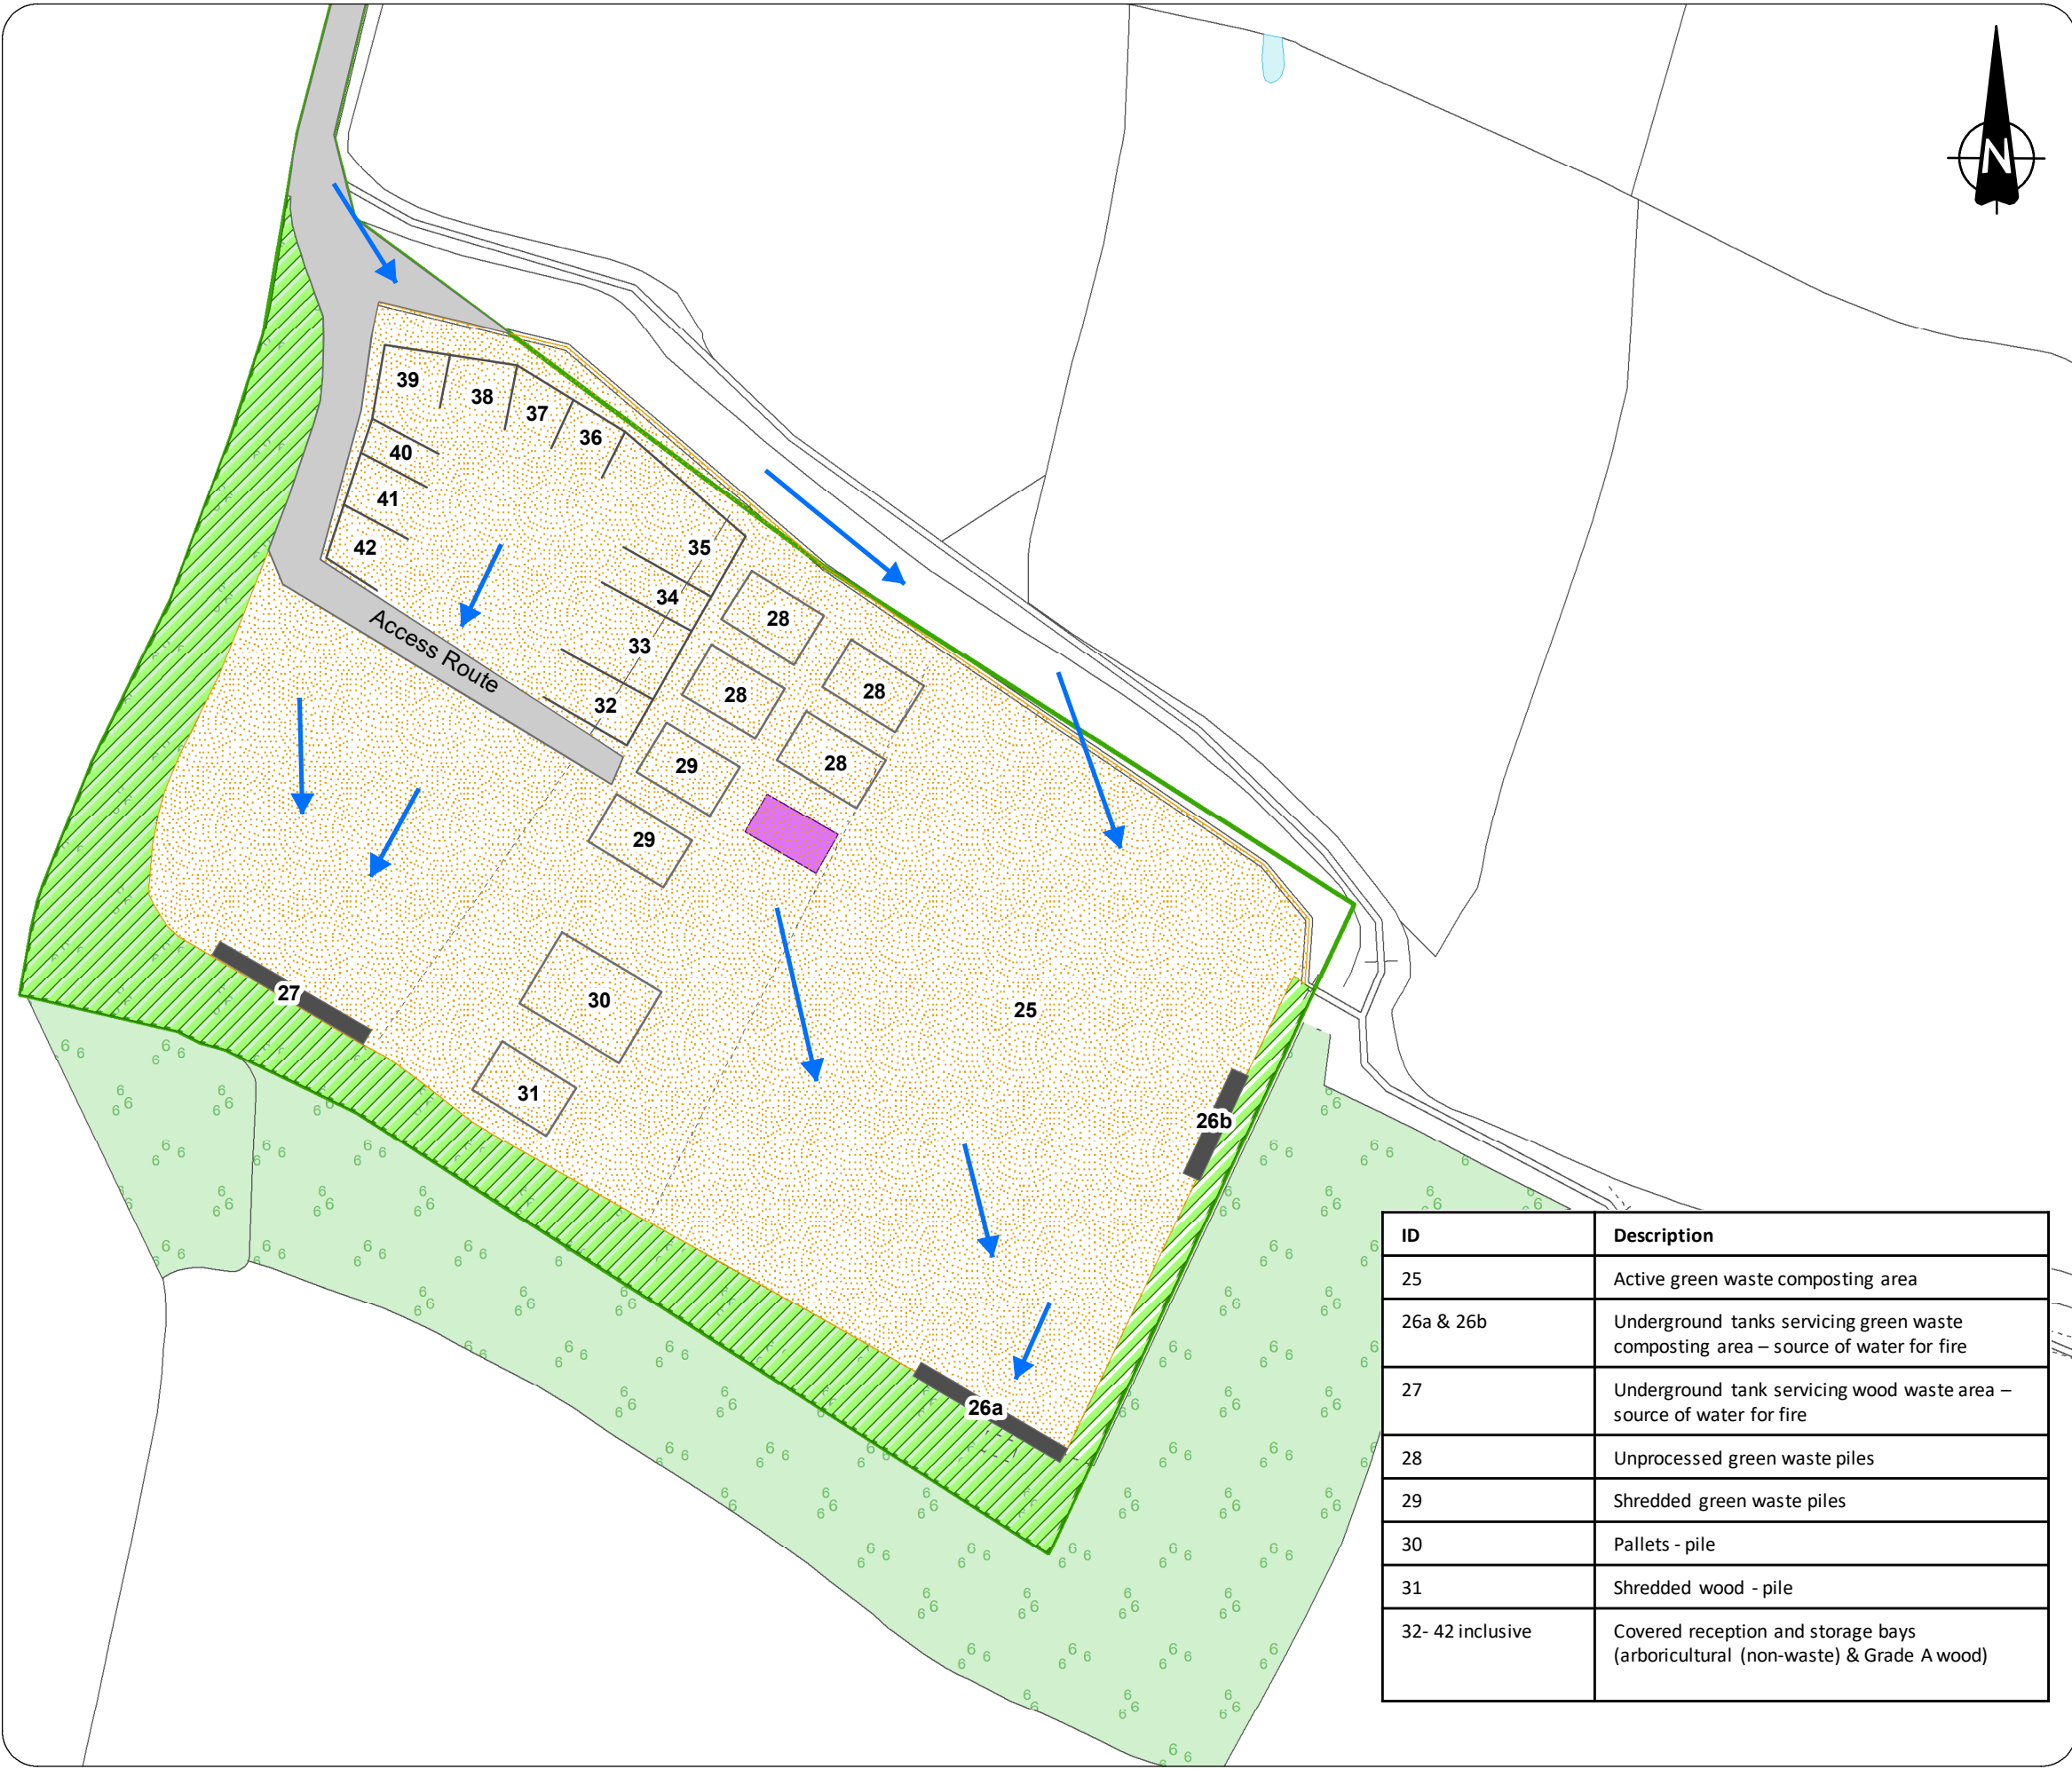 N
39
38
37
36
40
41
42
35
34
33
32
Access Route
28
28
28
28
29
29
30
31
25
27
26b
26a
ID Description
25 Active green waste composting area
26a & 26b Underground tanks servicing green waste
composting area – source of water for fire
27 Underground tank servicing wood waste area –
source of water for fire
28 Unprocessed green waste piles
29 Shredded green waste piles
30 Pallets - pile
31 Shredded wood - pile
32- 42 inclusive Covered reception and storage bays
(arboricultural (non-waste) & Grade A wood)